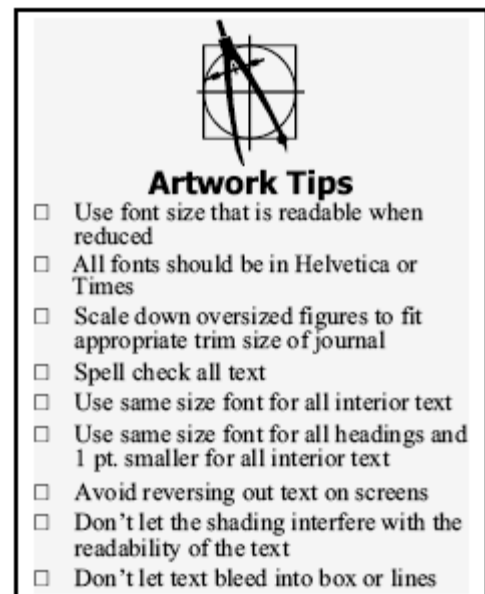 Artwork Tips
□ Use font size that is readable when
reduced
□ All fonts should be in Helvetica or
Times
□ Scale down oversized figures to fit
appropriate trim size of journal
□ Spell check all text
□ Use same size font for all interior text
□ Use same size font for all headings and
1 pt. smaller for all interior text
□ Avoid reversing out text on screens
□ Don't let the shading interfere with the
readability of the text
□ Don't let text bleed into box or lines